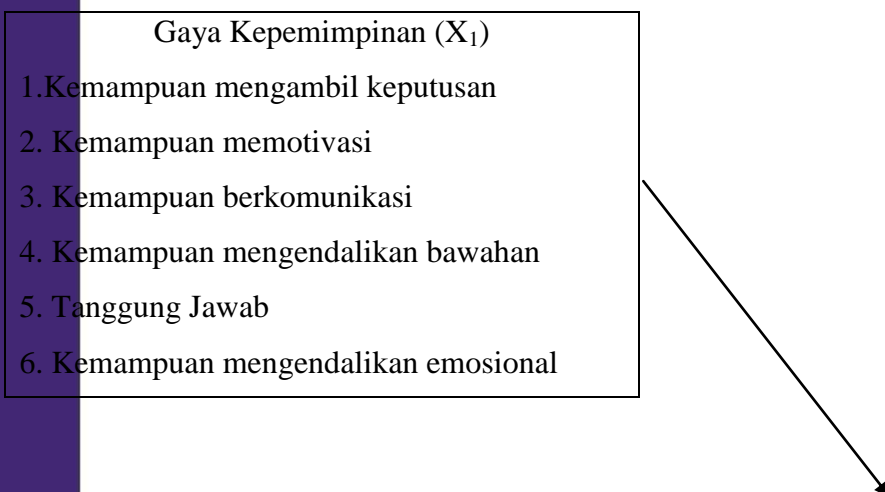 Gaya Kepemimpinan (X₁)
1.Kemampuan mengambil keputusan
2. Kemampuan memotivasi
3. Kemampuan berkomunikasi
4. Kemampuan mengendalikan bawahan
5. Tanggung Jawab
6. Kemampuan mengendalikan emosional